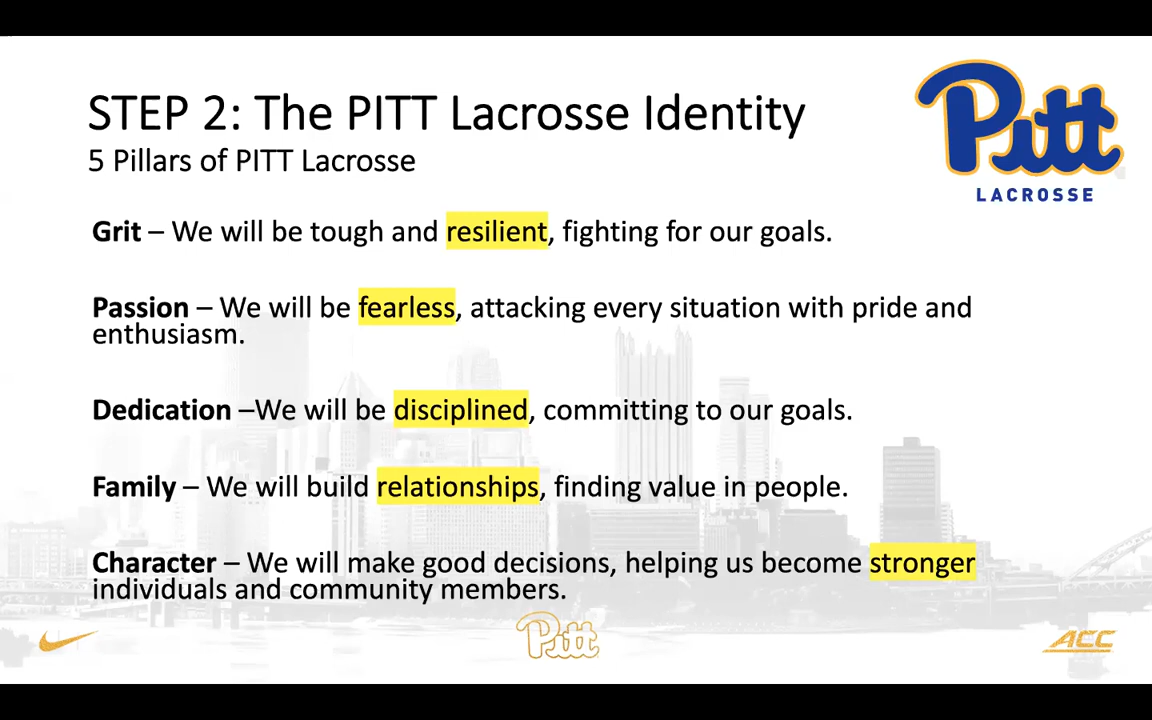 STEP 2: The PITT Lacrosse Identity
5 Pillars of PITT Lacrosse
Pitt
LACROSSE
Grit – We will be tough and resilient, fighting for our goals.
Passion – We will be fearless, attacking every situation with pride and
enthusiasm.
Dedication –We will be disciplined, committing to our goals.
Family – We will build relationships, finding value in people.
Character – We will make good decisions, helping us become stronger
individuals and community members.
Pitt
ACC